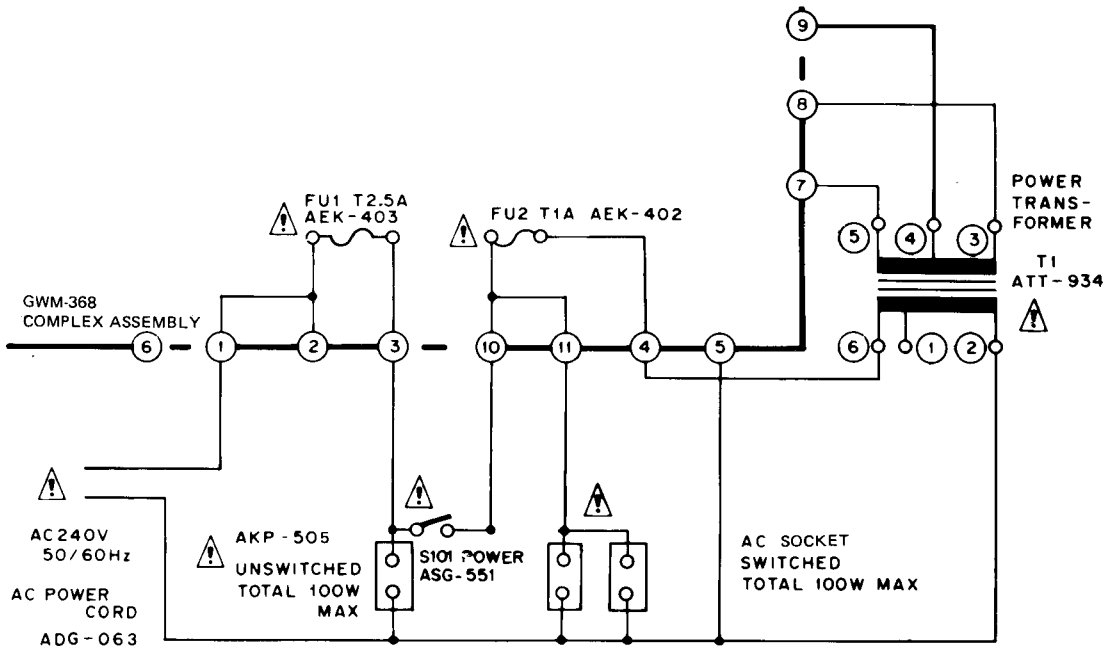 9
8
7
FU1 T2.5A
AEK-403
FU2 T1A AEK-402
POWER
TRANS-
FORMER
5
4
3
T1
ATT-934
GWM-368
COMPLEX ASSEMBLY
6
1
2
3
10
11
4
5
6
1
2
AC240V
50/60Hz
AC POWER
CORD
ADG-063
AKP-505
UNSWITCHED
TOTAL 100W
MAX
S101 POWER
ASG-551
AC SOCKET
SWITCHED
TOTAL 100W MAX